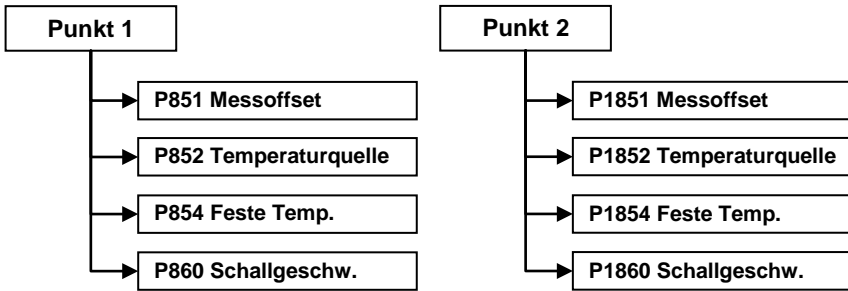 Punkt 1
P851 Messoffset
P852 Temperaturquelle
P854 Feste Temp.
P860 Schallgeschw.
Punkt 2
P1851 Messoffset
P1852 Temperaturquelle
P1854 Feste Temp.
P1860 Schallgeschw.